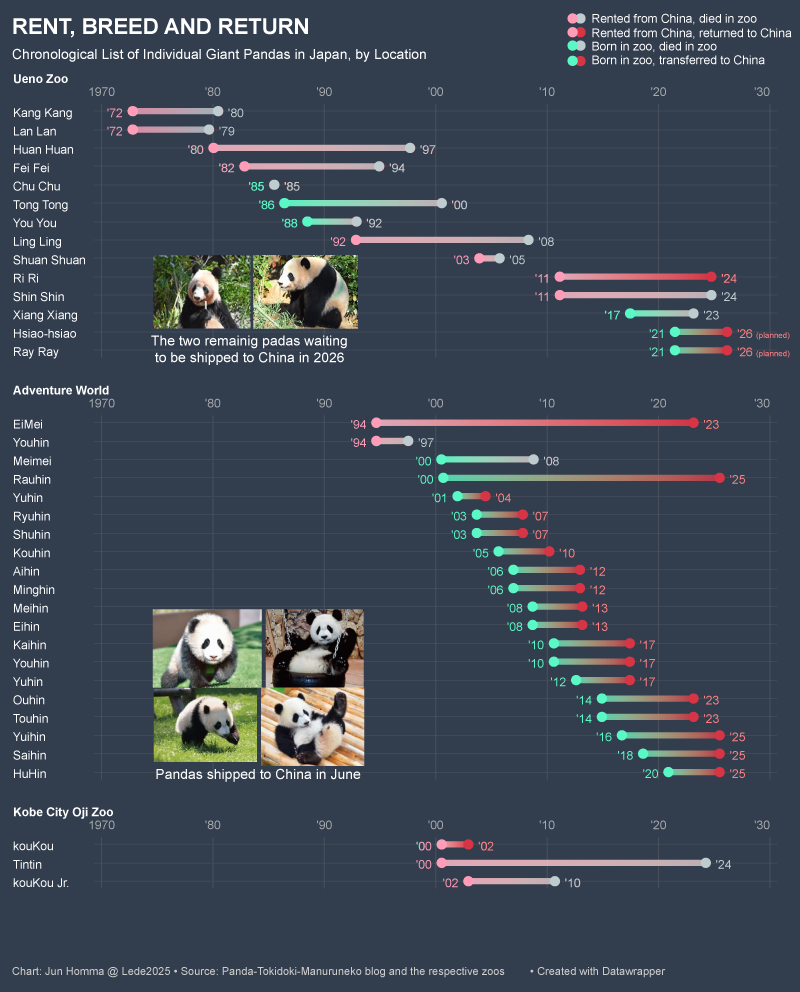 RENT, BREED AND RETURN
Chronological List of Individual Giant Pandas in Japan, by Location
Rented from China, died in zoo
Rented from China, returned to China
Born in zoo, died in zoo
Born in zoo, transferred to China
Ueno Zoo
1970 '80 '90 '00 '10 '20 '30
Kang Kang '72 '80
Lan Lan '72 '79
Huan Huan '80 '97
Fei Fei '82 '94
Chu Chu '85 '85
Tong Tong '86 '00
You You '88 '92
Ling Ling '92 '08
Shuan Shuan '03 '05
Ri Ri '11 '24
Shin Shin '11 '24
Xiang Xiang '17 '23
Hsiao-hsiao '21 '26 (planned)
Ray Ray '21 '26 (planned)
The two remainig padas waiting
to be shipped to China in 2026
Adventure World
1970 '80 '90 '00 '10 '20 '30
EiMei '94 '23
Youhin '94 '97
Meimei '00 '08
Rauhin '00 '25
Yuhin '01 '04
Ryuhin '03 '07
Shuhin '03 '07
Kouhin '05 '10
Aihin '06 '12
Minghin '06 '12
Meihin '08 '13
Eihin '08 '13
Kaihin '10 '17
Youhin '10 '17
Yuhin '12 '17
Ouhin '14 '23
Touhin '14 '23
Yuihin '16 '25
Saihin '18 '25
HuHin '20 '25
Pandas shipped to China in June
Kobe City Oji Zoo
1970 '80 '90 '00 '10 '20 '30
kouKou '00 '02
Tintin '00 '24
kouKou Jr. '02 '10
Chart: Jun Homma @ Lede2025 • Source: Panda-Tokidoki-Manuruneko blog and the respective zoos • Created with Datawrapper